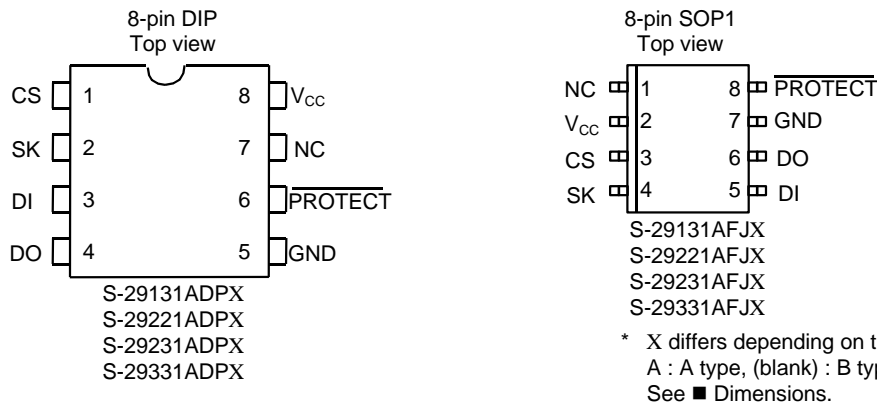 8-pin DIP
Top view
CS 1 8 VCC
SK 2 7 NC
DI 3 6 PROTECT
DO 4 5 GND
S-29131ADPX
S-29221ADPX
S-29231ADPX
S-29331ADPX
8-pin SOP1
Top view
NC 1 8 PROTECT
VCC 2 7 GND
CS 3 6 DO
SK 4 5 DI
S-29131AFJX
S-29221AFJX
S-29231AFJX
S-29331AFJX
* X differs depending on t
A : A type, (blank) : B typ
See ■ Dimensions.